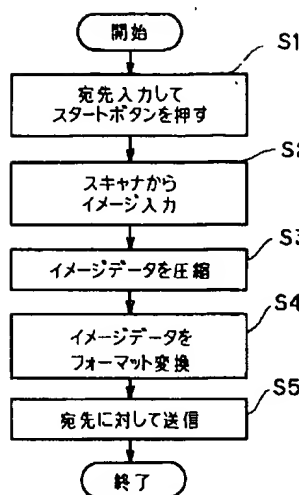 開始
S1
宛先入力して
スタートボタンを押す
S2
スキャナから
イメージ入力
S3
イメージデータを圧縮
S4
イメージデータを
フォーマット変換
S5
宛先に対して送信
終了